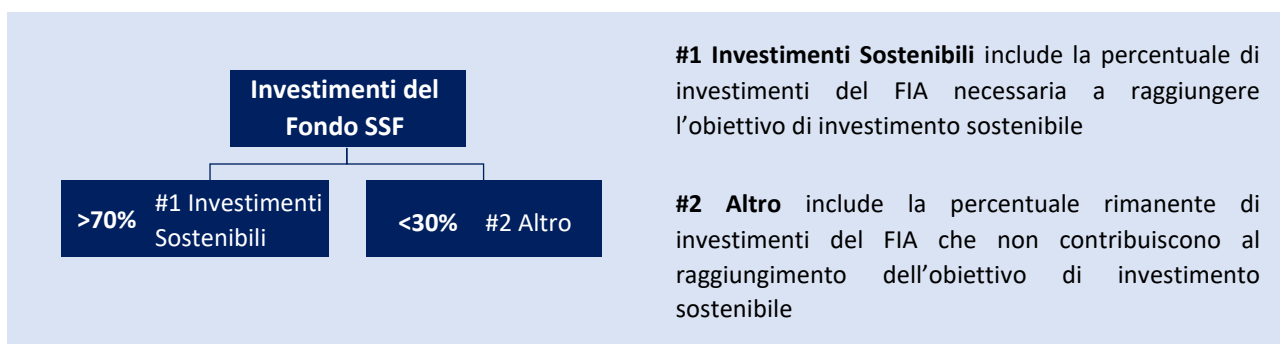 Investimenti del
Fondo SSF
>70% #1 Investimenti
Sostenibili
<30% #2 Altro
#1 Investimenti Sostenibili include la percentuale di
investimenti del FIA necessaria a raggiungere
l’obiettivo di investimento sostenibile
#2 Altro include la percentuale rimanente di
investimenti del FIA che non contribuiscono al
raggiungimento dell’obiettivo di investimento
sostenibile